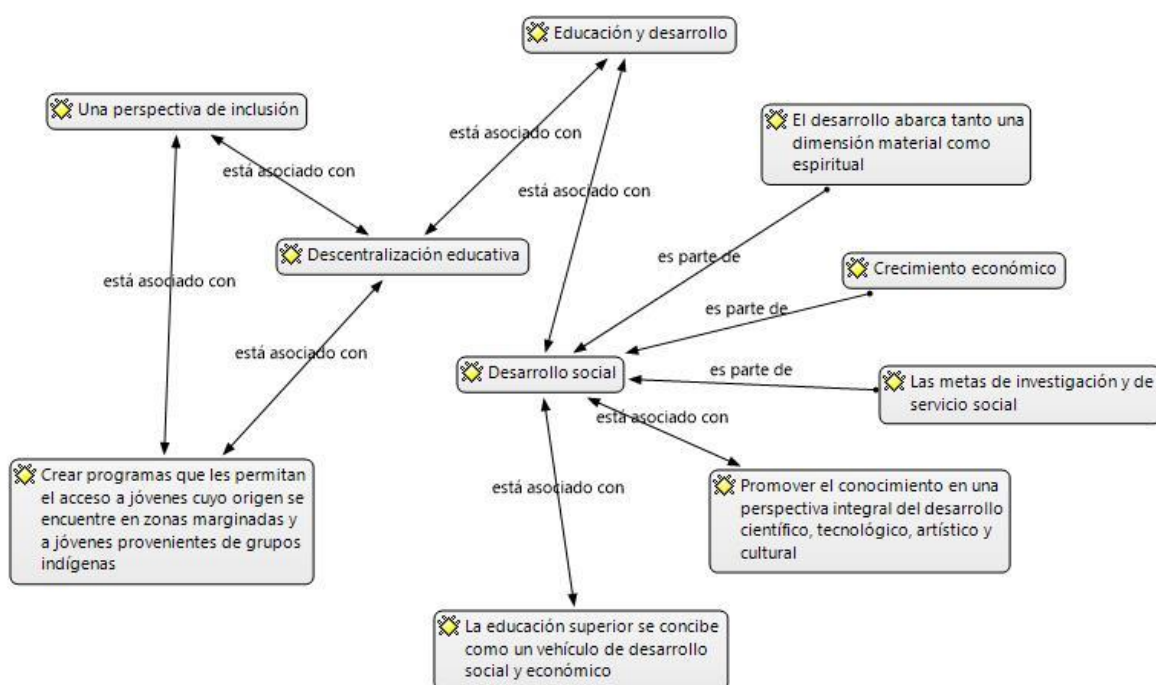 Educación y desarrollo
Una perspectiva de inclusión
El desarrollo abarca tanto una
dimensión material como
espiritual
está asociado con
está asociado con
está asociado con
Descentralización educativa
es parte de
Crecimiento económico
está asociado con
es parte de
está asociado con
Desarrollo social
es parte de
Las metas de investigación y de
servicio social
está asociado con
Crear programas que les permitan
el acceso a jóvenes cuyo origen se
encuentre en zonas marginadas y
a jóvenes provenientes de grupos
indígenas
está asociado con
Promover el conocimiento en una
perspectiva integral del desarrollo
científico, tecnológico, artístico y
cultural
La educación superior se concibe
como un vehículo de desarrollo
social y económico